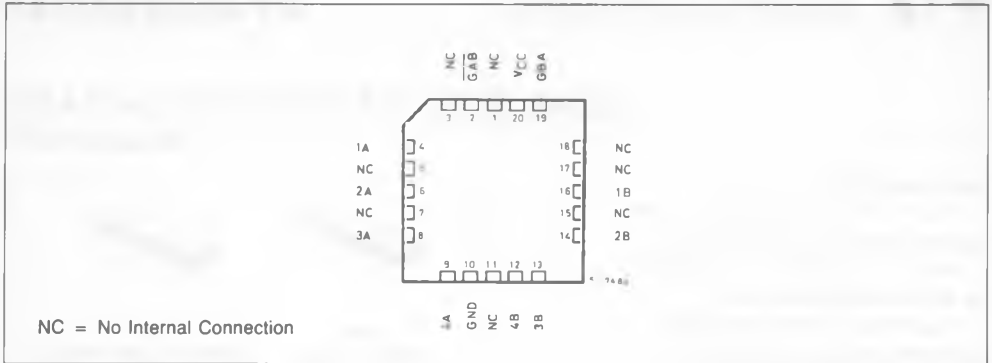 NC
GAB
NC
VCC
GBA
3 2 1 20 19
1A 4
NC
2A 6
NC 7
3A 8
18 NC
17 NC
16 1B
15 NC
14 2B
9 10 11 12 13
GND
NC
4B
3B
NC = No Internal Connection